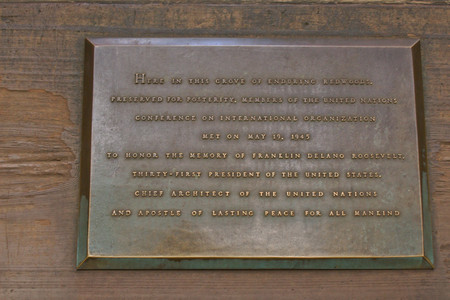 Here in this grove of enduring redwoods,
preserved for posterity, members of the United Nations
Conference on International Organization
met on May 19, 1945
to honor the memory of Franklin Delano Roosevelt,
thirty-first President of the United States,
chief architect of the United Nations
and apostle of lasting peace for all mankind